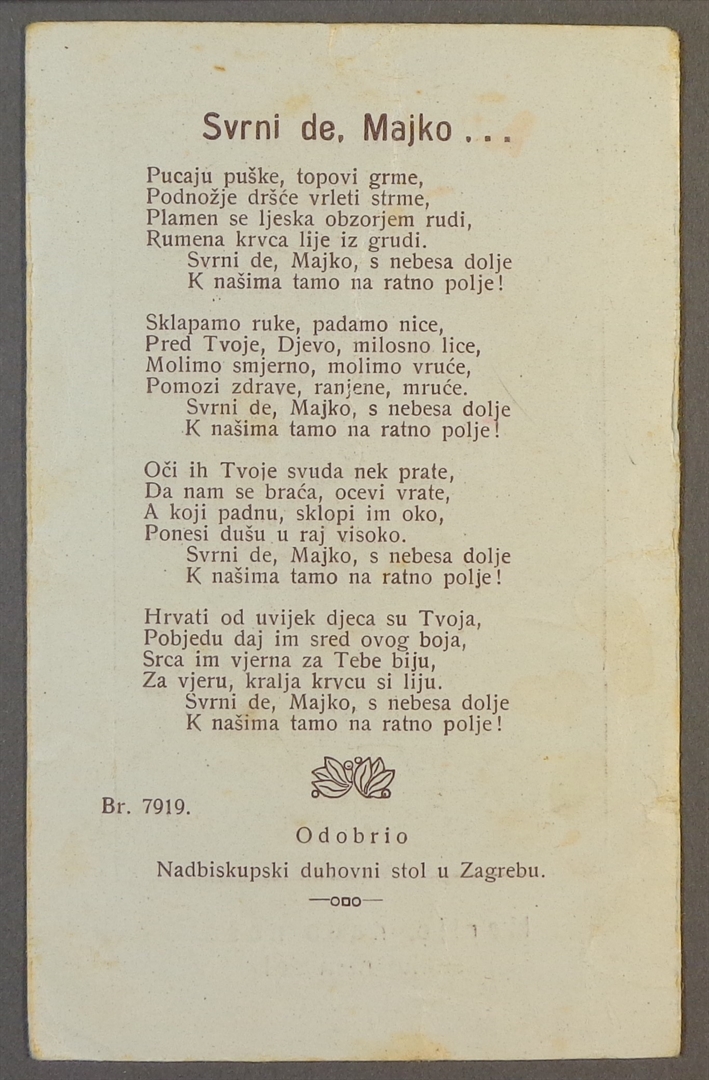 Svrni de, Majko . . .
Pucaju puške, topovi grme,
Podnožje dršće vrleti strme,
Plamen se ljeska obzorjem rudi,
Rumena krvca lije iz grudi.
Svrni de, Majko, s nebesa dolje
K našima tamo na ratno polje!
Sklapamo ruke, padamo nice,
Pred Tvoje, Djevo, milosno lice,
Molimo smjerno, molimo vruće,
Pomozi zdrave, ranjene, mruće.
Svrni de, Majko, s nebesa dolje
K našima tamo na ratno polje!
Oči ih Tvoje svuda nek prate,
Da nam se braća, ocevi vrate,
A koji padnu, sklopi im oko,
Ponesi dušu u raj visoko.
Svrni de, Majko, s nebesa dolje
K našima tamo na ratno polje!
Hrvati od uvijek djeca su Tvoja,
Pobjedu daj im sred ovog boja,
Srca im vjerna za Tebe biju,
Za vjeru, kralja krvcu si liju.
Svrni de, Majko, s nebesa dolje
K našima tamo na ratno polje!
Br. 7919.
Odobrio
Nadbiskupski duhovni stol u Zagrebu.